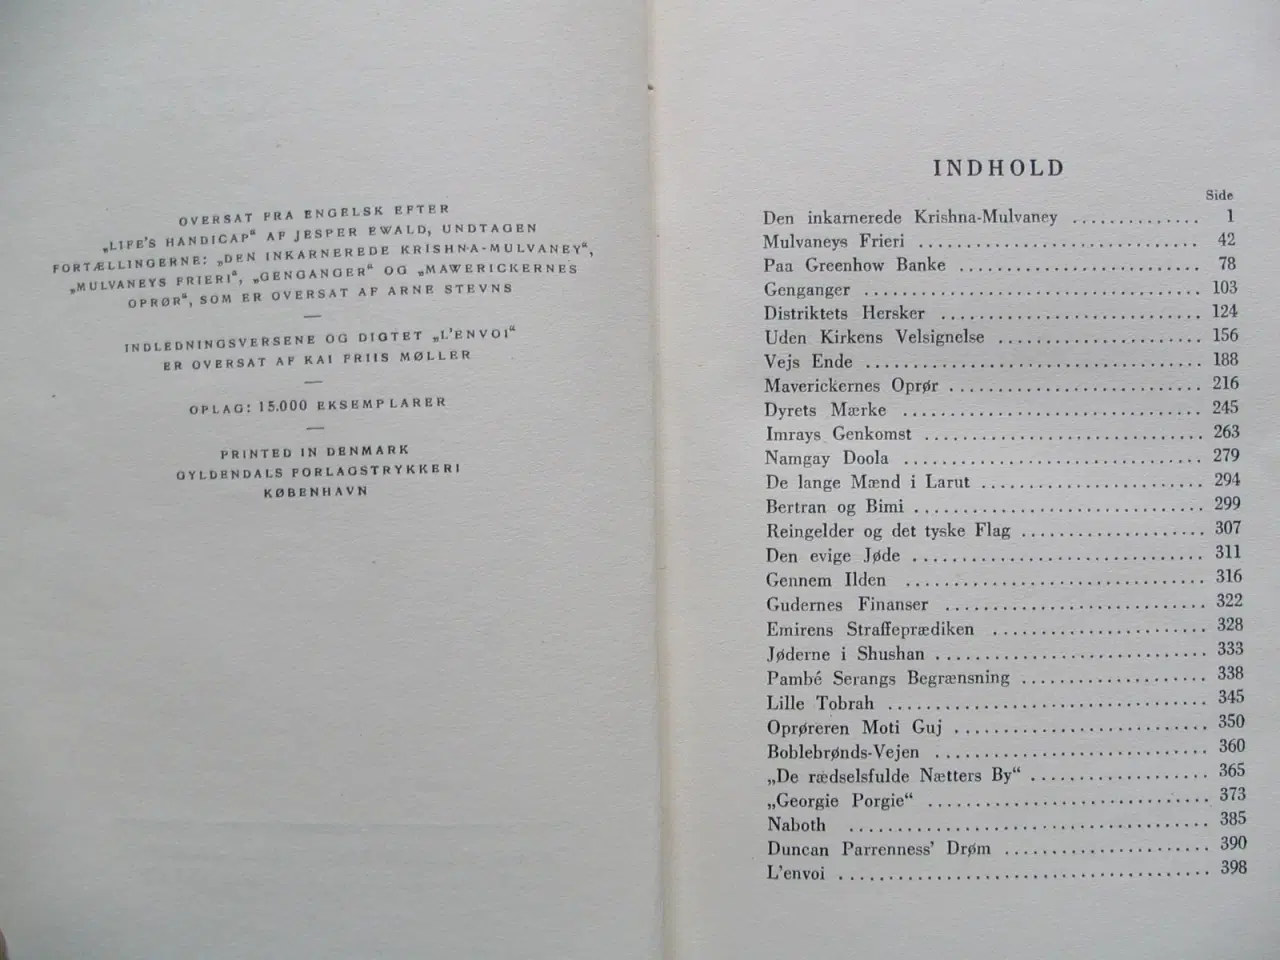 OVERSAT FRA ENGELSK EFTER
„LIFE'S HANDICAP“ AF JESPER EWALD, UNDTAGEN
FORTÆLLINGERNE: „DEN INKARNEREDE KRISHNA-MULVANEY“,
„MULVANEYS FRIERI“, „GENGANGER“ OG „MAWERICKERNES
OPRØR“, SOM ER OVERSAT AF ARNE STEVNS
—
INDLEDNINGSVERSENE OG DIGTET „L'ENVOI“
ER OVERSAT AF KAI FRIIS MØLLER
—
OPLAG: 15.000 EKSEMPLARER
—
PRINTED IN DENMARK
GYLDENDALS FORLAGSTRYKKERI
KØBENHAVN
INDHOLD
Side
Den inkarnerede Krishna-Mulvaney .............. 1
Mulvaneys Frieri ............................ 42
Paa Greenhow Banke ........................ 78
Genganger .................................. 103
Distriktets Hersker .......................... 124
Uden Kirkens Velsignelse ..................... 156
Vejs Ende .................................. 188
Maverickernes Oprør ......................... 216
Dyrets Mærke .............................. 245
Imrays Genkomst ............................ 263
Namgay Doola .............................. 279
De lange Mænd i Larut ...................... 294
Bertran og Bimi ............................. 299
Reingelder og det tyske Flag ................... 307
Den evige Jøde ............................. 311
Gennem Ilden .............................. 316
Gudernes Finanser .......................... 322
Emirens Straffeprædiken ...................... 328
Jøderne i Shushan ........................... 333
Pambé Serangs Begrænsning ................... 338
Lille Tobrah ................................ 345
Oprøreren Moti Guj ......................... 350
Boblebrønds-Vejen ........................... 360
„De rædselsfulde Nætters By“ .................. 365
„Georgie Porgie“ ............................ 373
Naboth .................................... 385
Duncan Parrenness' Drøm ..................... 390
L'envoi .................................... 398